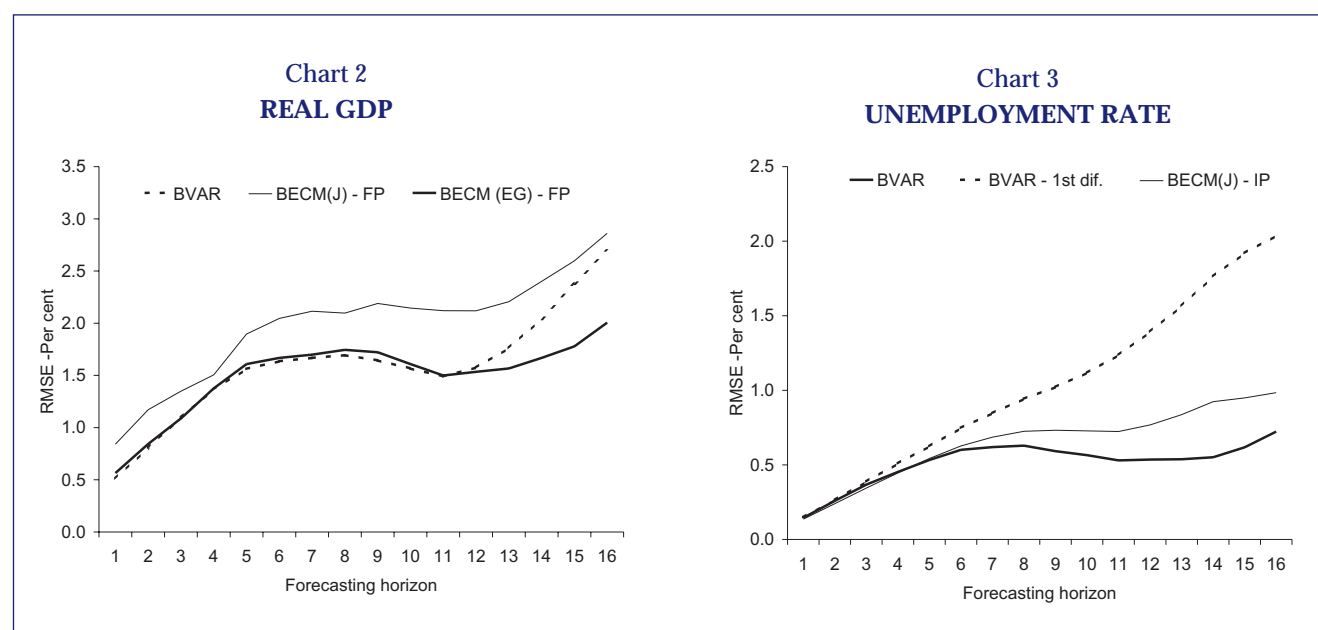 Chart 2
REAL GDP
3.5
3.0
2.5
2.0
1.5
1.0
0.5
0.0
RMSE -Per cent
BVAR
BECM(J) - FP
BECM (EG) - FP
1 2 3 4 5 6 7 8 9 10 11 12 13 14 15 16
Forecasting horizon
Chart 3
UNEMPLOYMENT RATE
2.5
2.0
1.5
1.0
0.5
0.0
RMSE -Per cent
BVAR
BVAR - 1st dif.
BECM(J) - IP
1 2 3 4 5 6 7 8 9 10 11 12 13 14 15 16
Forecasting horizon